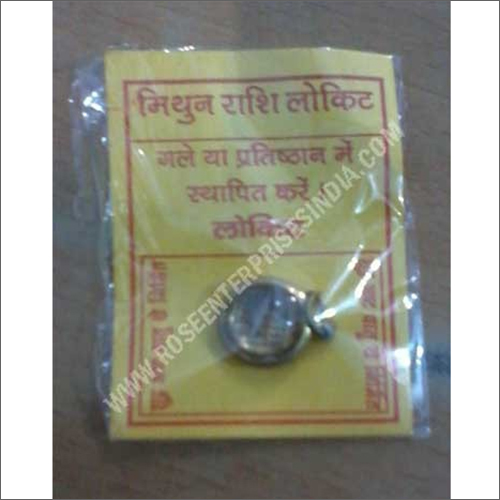 मिथुन राशि लोकिट
गले या प्रतिष्ठान में
स्थापित करें
लोकिट
WWW.ROSEENTERPRISESINDIA.COM